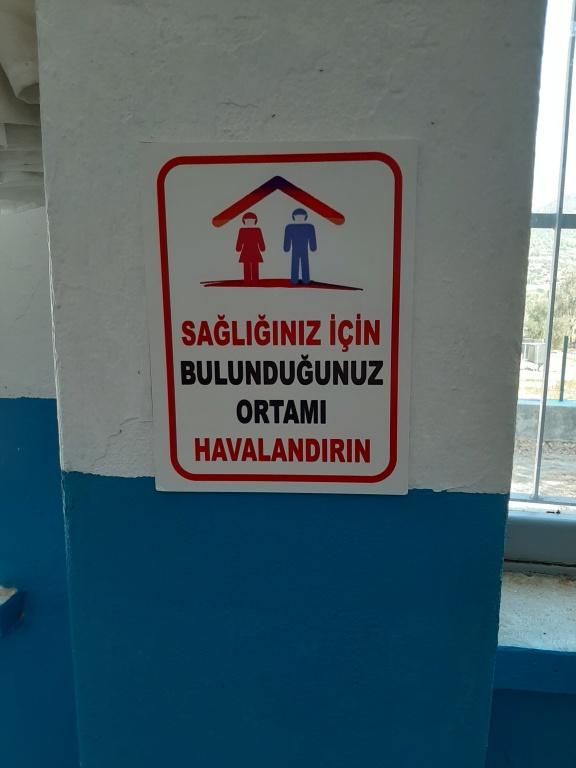 SAĞLIĞINIZ İÇİN
BULUNDUĞUNUZ
ORTAMI
HAVALANDIRIN